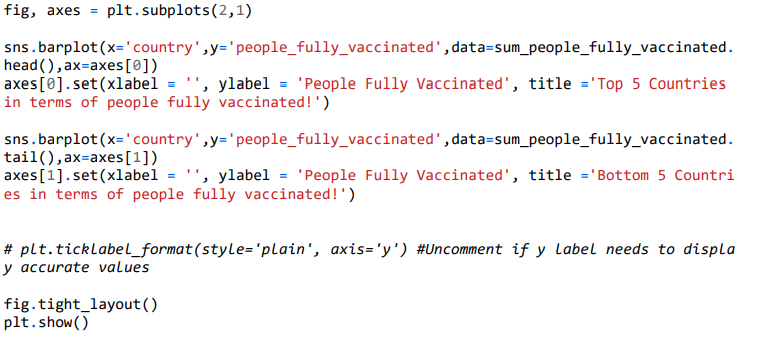 fig, axes = plt.subplots(2,1)
sns.barplot(x='country',y='people_fully_vaccinated',data=sum_people_fully_vaccinated.
head(),ax=axes[0])
axes[0].set(xlabel = '', ylabel = 'People Fully Vaccinated', title ='Top 5 Countries
in terms of people fully vaccinated!')
sns.barplot(x='country',y='people_fully_vaccinated',data=sum_people_fully_vaccinated.
tail(),ax=axes[1])
axes[1].set(xlabel = '', ylabel = 'People Fully Vaccinated', title ='Bottom 5 Countri
es in terms of people fully vaccinated!')
# plt.ticklabel_format(style='plain', axis='y') #Uncomment if y label needs to displa
y accurate values
fig.tight_layout()
plt.show()